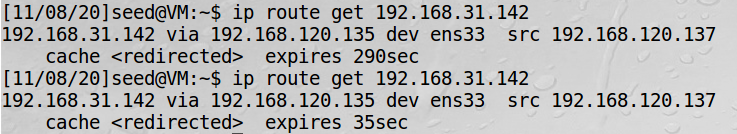 [11/08/20]seed@VM:~$ ip route get 192.168.31.142
192.168.31.142 via 192.168.120.135 dev ens33  src 192.168.120.137
    cache <redirected>  expires 290sec
[11/08/20]seed@VM:~$ ip route get 192.168.31.142
192.168.31.142 via 192.168.120.135 dev ens33  src 192.168.120.137
    cache <redirected>  expires 35sec